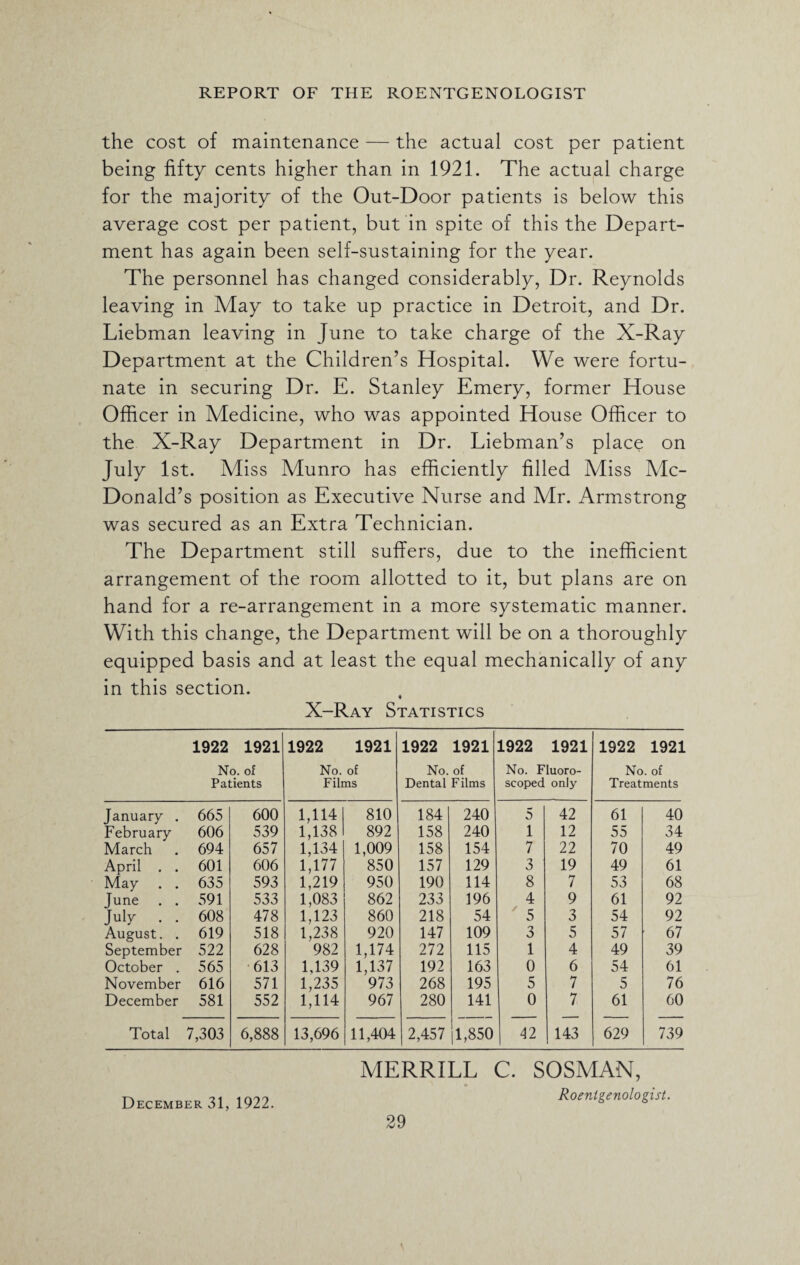 REPORT OF THE ROENTGENOLOGIST
the cost of maintenance — the actual cost per patient
being fifty cents higher than in 1921. The actual charge
for the majority of the Out-Door patients is below this
average cost per patient, but in spite of this the Depart-
ment has again been self-sustaining for the year.
The personnel has changed considerably, Dr. Reynolds
leaving in May to take up practice in Detroit, and Dr.
Liebman leaving in June to take charge of the X-Ray
Department at the Children's Hospital. We were fortu-
nate in securing Dr. E. Stanley Emery, former House
Officer in Medicine, who was appointed House Officer to
the X-Ray Department in Dr. Liebman's place on
July 1st. Miss Munro has efficiently filled Miss Mc-
Donald's position as Executive Nurse and Mr. Armstrong
was secured as an Extra Technician.
The Department still suffers, due to the inefficient
arrangement of the room allotted to it, but plans are on
hand for a re-arrangement in a more systematic manner.
With this change, the Department will be on a thoroughly
equipped basis and at least the equal mechanically of any
in this section.
X-Ray Statistics
1922 1921 1922 1921 1922 1921 1922 1921 1922 1921
No. of No. of No. of No. Fluoro- No. of
Patients Films Dental Films scoped only Treatments
January . 665 600 1,114 810 184 240 5 42 61 40
February 606 539 1,138 892 158 240 1 12 55 34
March . 694 657 1,134 1,009 158 154 7 22 70 49
April . . 601 606 1,177 850 157 129 3 19 49 61
May . . 635 593 1,219 950 190 114 8 7 53 68
June . . 591 533 1,083 862 233 196 4 9 61 92
July . . 608 478 1,123 860 218 54 5 3 54 92
August. . 619 518 1,238 920 147 109 3 5 57 67
September 522 628 982 1,174 272 115 1 4 49 39
October . 565 613 1,139 1,137 192 163 0 6 54 61
November 616 571 1,235 973 268 195 5 7 5 76
December 581 552 1,114 967 280 141 0 7 61 60
Total 7,303 6,888 13,696 11,404 2,457 1,850 42 143 629 739
MERRILL C. SOSMAN,
December 31, 1922. Roentgenologist.
29